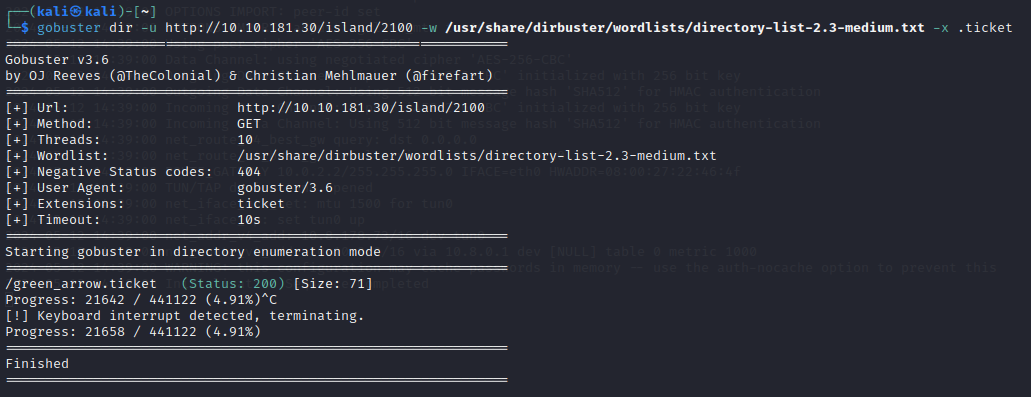 ┌──(kali㉿kali)-[~]
└─$ gobuster dir -u http://10.10.181.30/island/2100 -w /usr/share/dirbuster/wordlists/directory-list-2.3-medium.txt -x .ticket
===============================================================
Gobuster v3.6
by OJ Reeves (@TheColonial) & Christian Mehlmauer (@firefart)
===============================================================
[+] Url:                     http://10.10.181.30/island/2100
[+] Method:                  GET
[+] Threads:                 10
[+] Wordlist:                /usr/share/dirbuster/wordlists/directory-list-2.3-medium.txt
[+] Negative Status codes:   404
[+] User Agent:              gobuster/3.6
[+] Extensions:              ticket
[+] Timeout:                 10s
===============================================================
Starting gobuster in directory enumeration mode
===============================================================
/green_arrow.ticket   (Status: 200) [Size: 71]
Progress: 21642 / 441122 (4.91%)^C
[!] Keyboard interrupt detected, terminating.
Progress: 21658 / 441122 (4.91%)
===============================================================
Finished
===============================================================